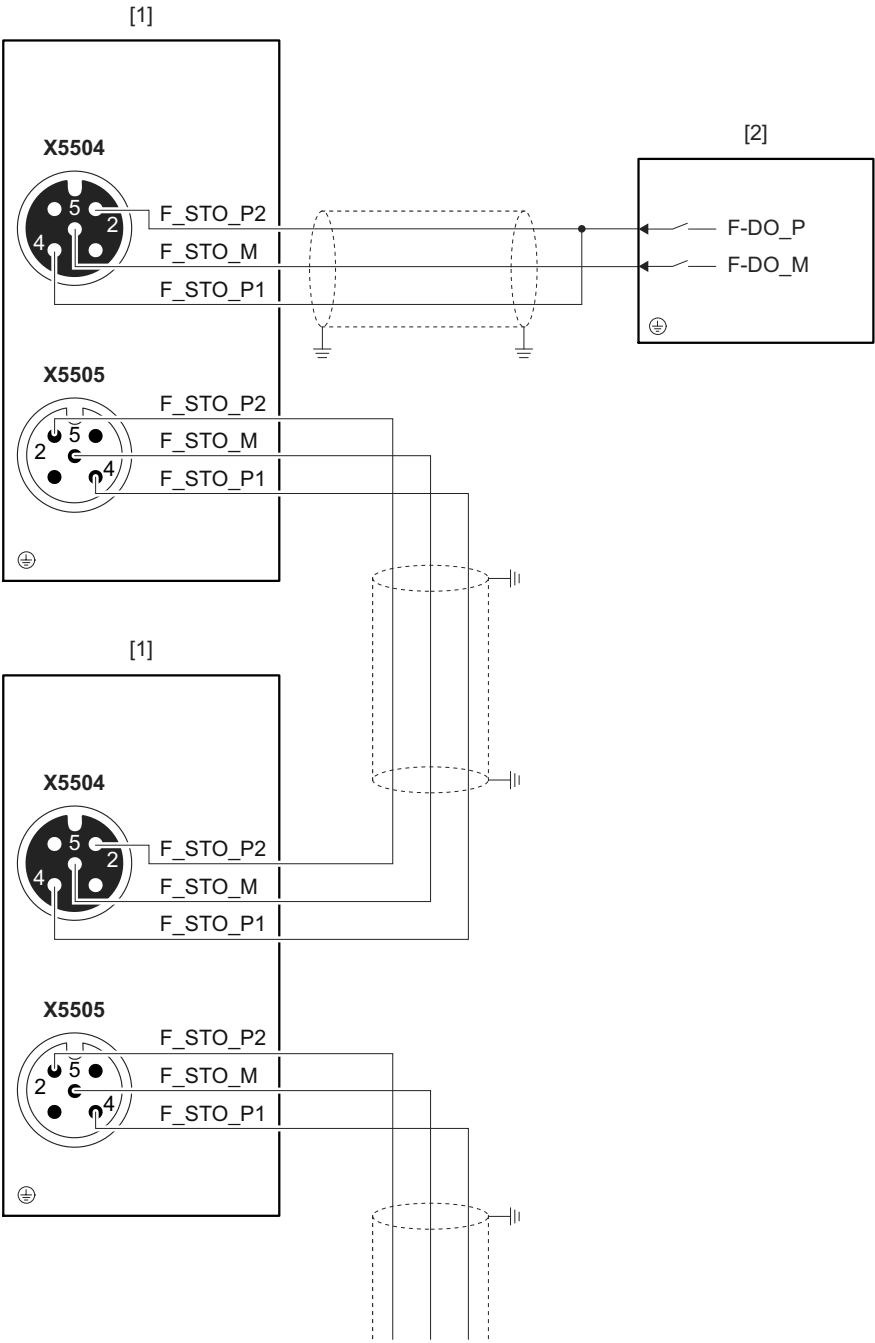 [1]
[2]
X5504
5
2
4
F_STO_P2
F_STO_M
F_STO_P1
F-DO_P
F-DO_M
X5505
2
5
4
F_STO_P2
F_STO_M
F_STO_P1
[1]
X5504
5
2
4
F_STO_P2
F_STO_M
F_STO_P1
X5505
2
5
4
F_STO_P2
F_STO_M
F_STO_P1